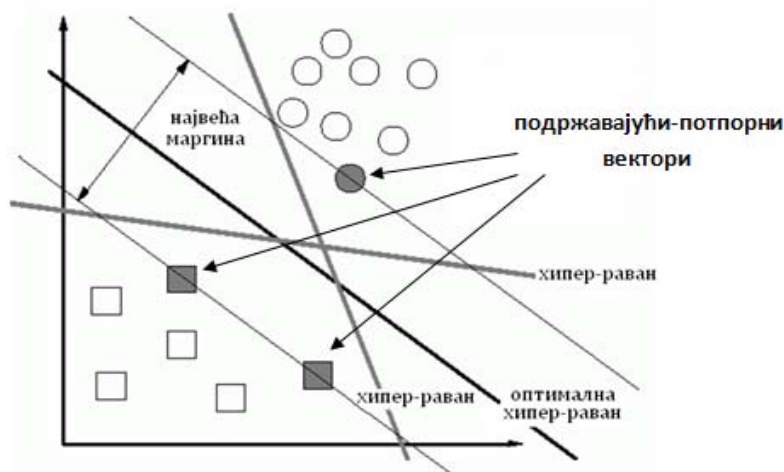 највећа
маргина
подржавајући-потпорни
вектори
хипер-раван
хипер-раван
оптимална
хипер-раван